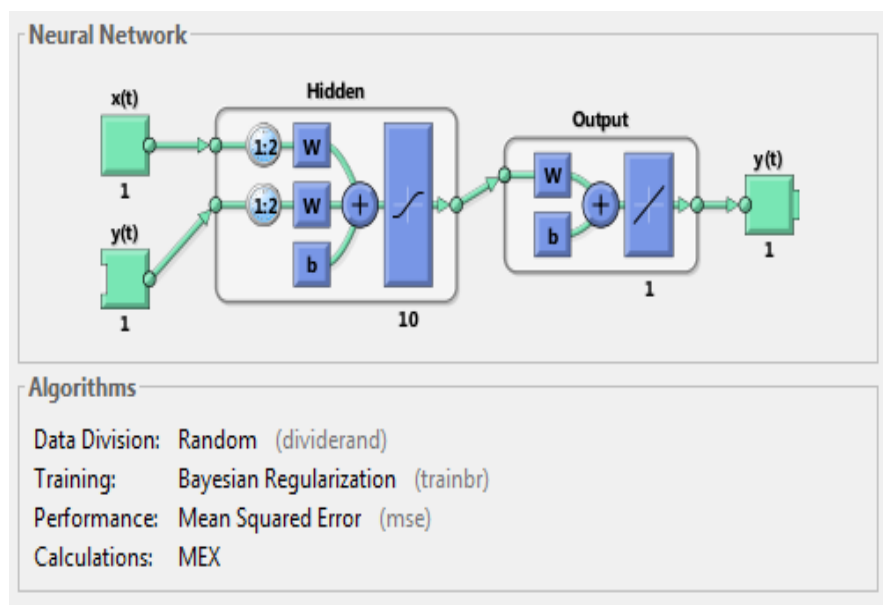 Neural Network
Hidden
x(t)
Output
1:2
W
y(t)
1
W
1:2
W
+
+
y(t)
b
b
1
1
1
10
Algorithms
Data Division: Random (dividerand)
Training: Bayesian Regularization (trainbr)
Performance: Mean Squared Error (mse)
Calculations: MEX